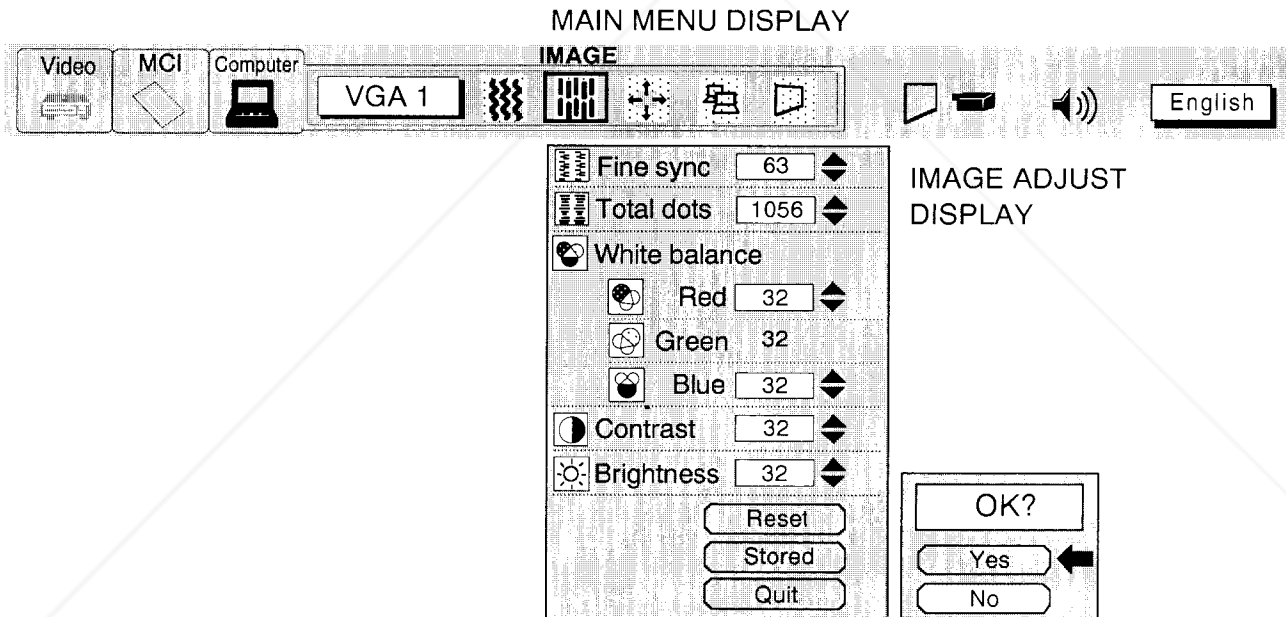 MAIN MENU DISPLAY
IMAGE
Video MCI Computer
VGA 1
English
Fine sync 63
Total dots 1056
White balance
Red 32
Green 32
Blue 32
Contrast 32
Brightness 32
Reset
Stored
Quit
IMAGE ADJUST
DISPLAY
OK?
Yes
No